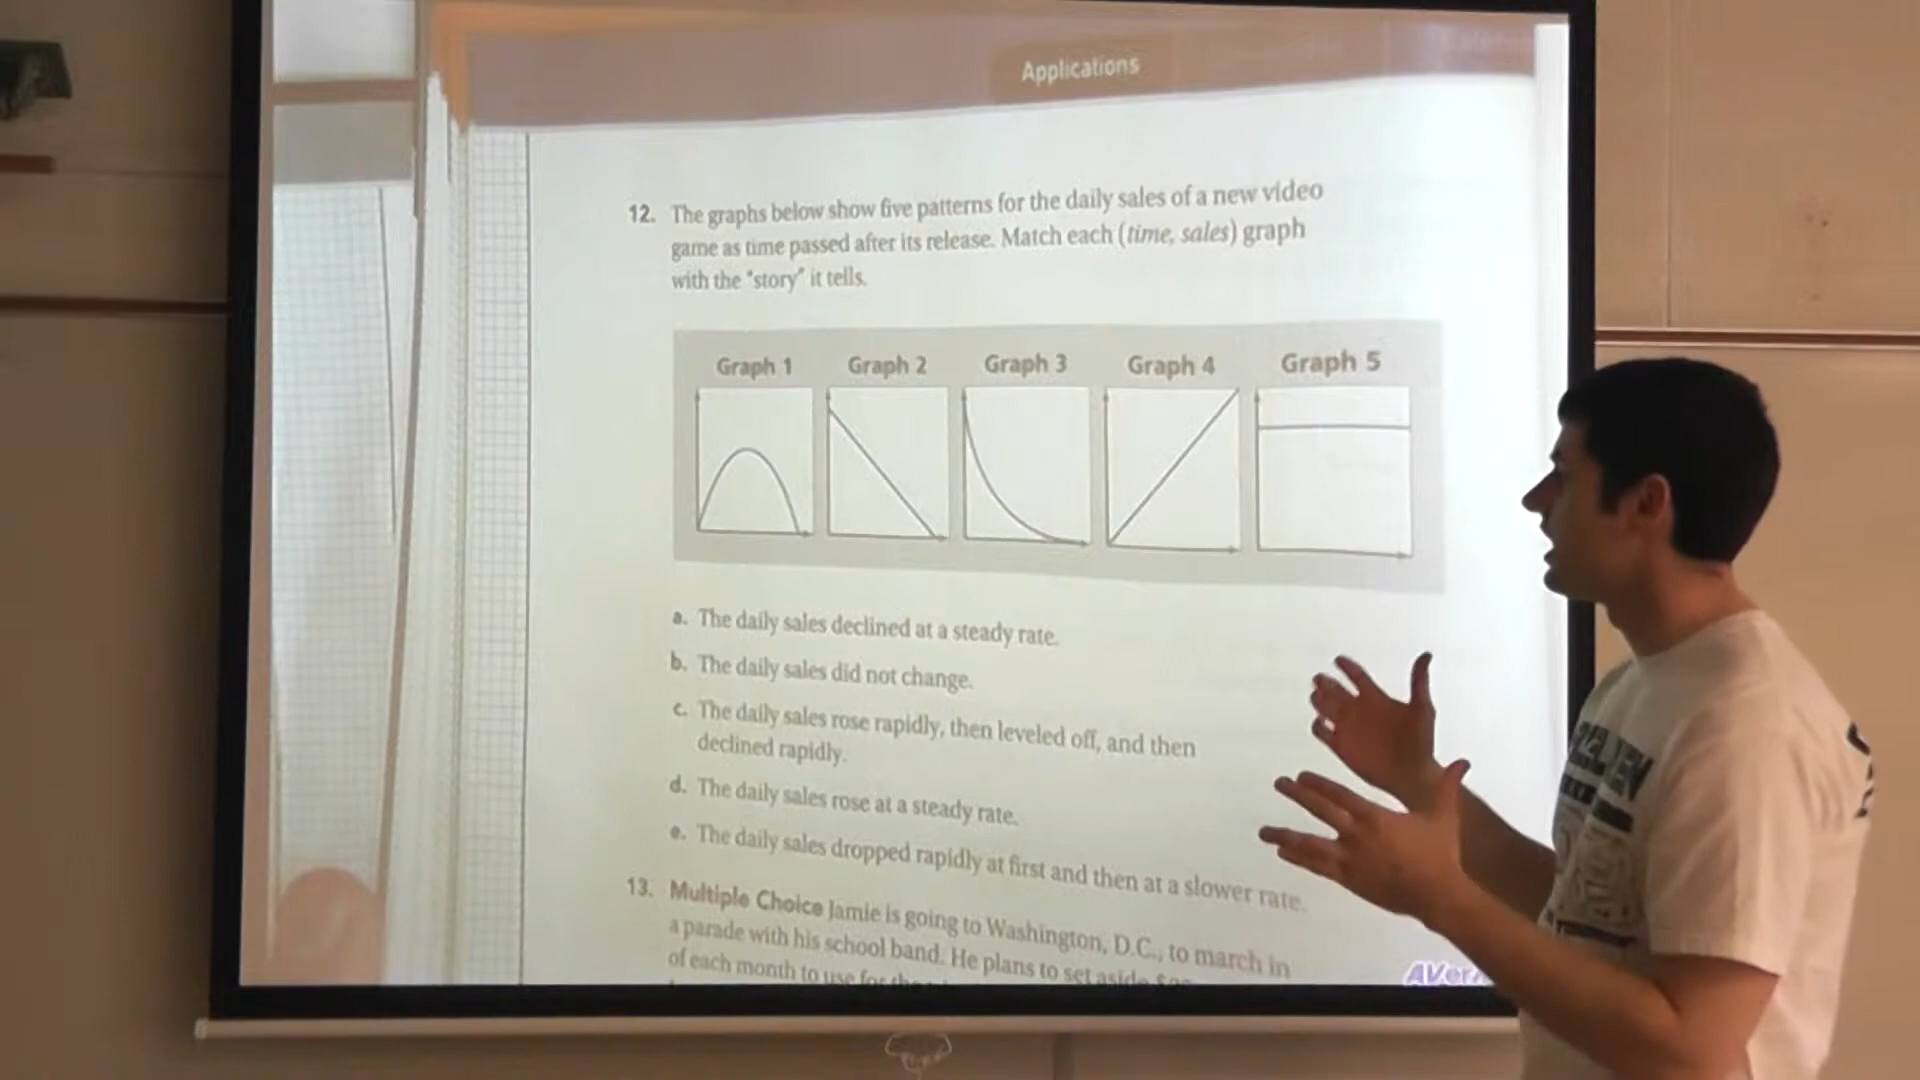 Applications
12. The graphs below show five patterns for the daily sales of a new video
game as time passed after its release. Match each (time, sales) graph
with the "story" it tells.
Graph 1 Graph 2 Graph 3 Graph 4 Graph 5
a. The daily sales declined at a steady rate.
b. The daily sales did not change.
c. The daily sales rose rapidly, then leveled off, and then
declined rapidly.
d. The daily sales rose at a steady rate.
e. The daily sales dropped rapidly at first and then at a slower rate.
13. Multiple Choice Jamie is going to Washington, D.C., to march in
a parade with his school band. He plans to set aside
of each month to use for the